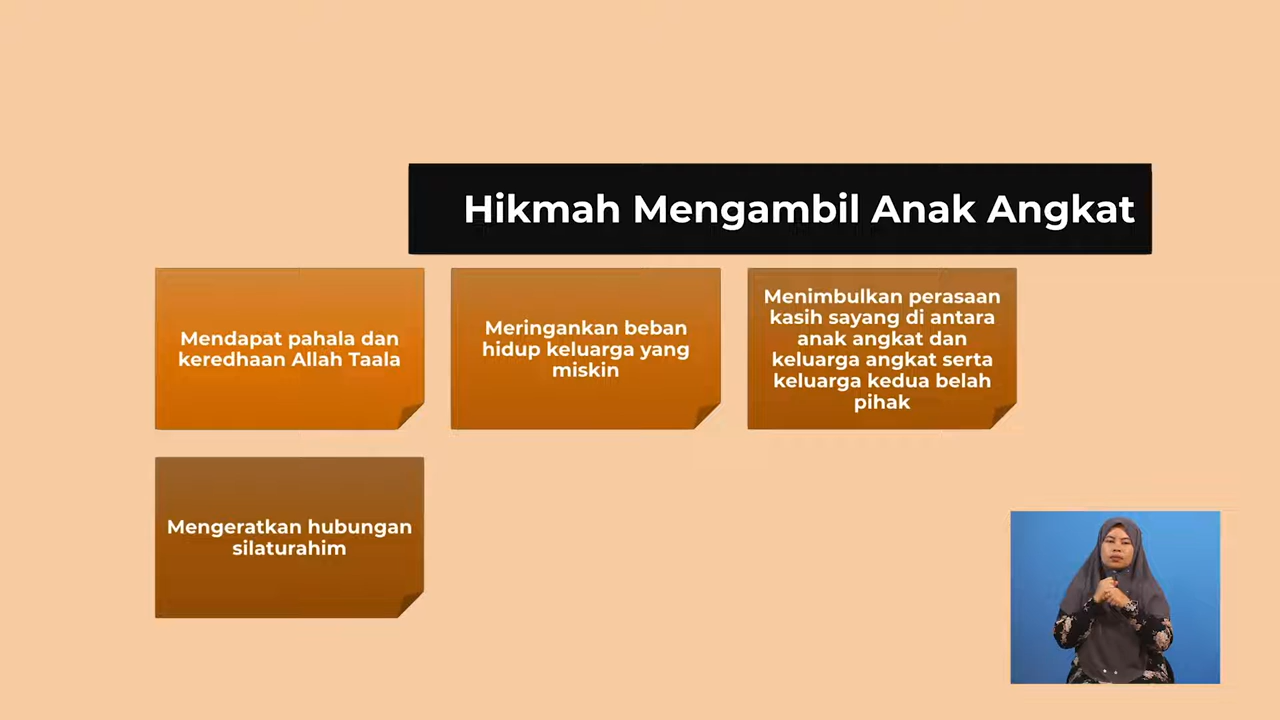 Hikmah Mengambil Anak Angkat
Mendapat pahala dan
keredhaan Allah Taala
Meringankan beban
hidup keluarga yang
miskin
Menimbulkan perasaan
kasih sayang di antara
anak angkat dan
keluarga angkat serta
keluarga kedua belah
pihak
Mengeratkan hubungan
silaturahim